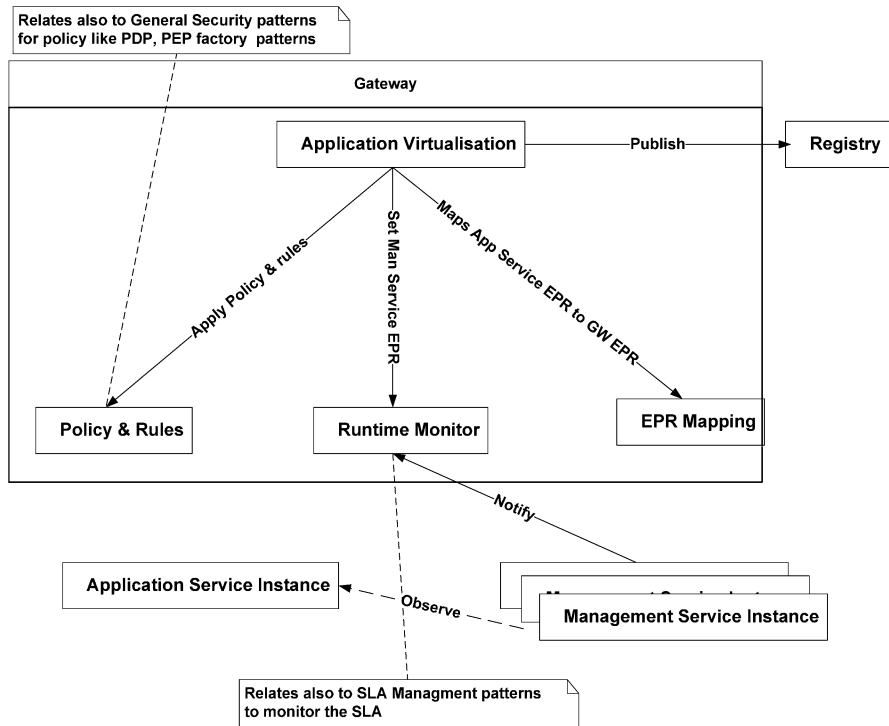 Relates also to General Security patterns
for policy like PDP, PEP factory patterns
Gateway
Application Virtualisation
Publish
Registry
Apply Policy & rules
Set Man Service EPR
Maps App Service EPR to GW EPR
Policy & Rules
Runtime Monitor
EPR Mapping
Notify
Application Service Instance
Observe
Management Service Instance
Relates also to SLA Managment patterns
to monitor the SLA